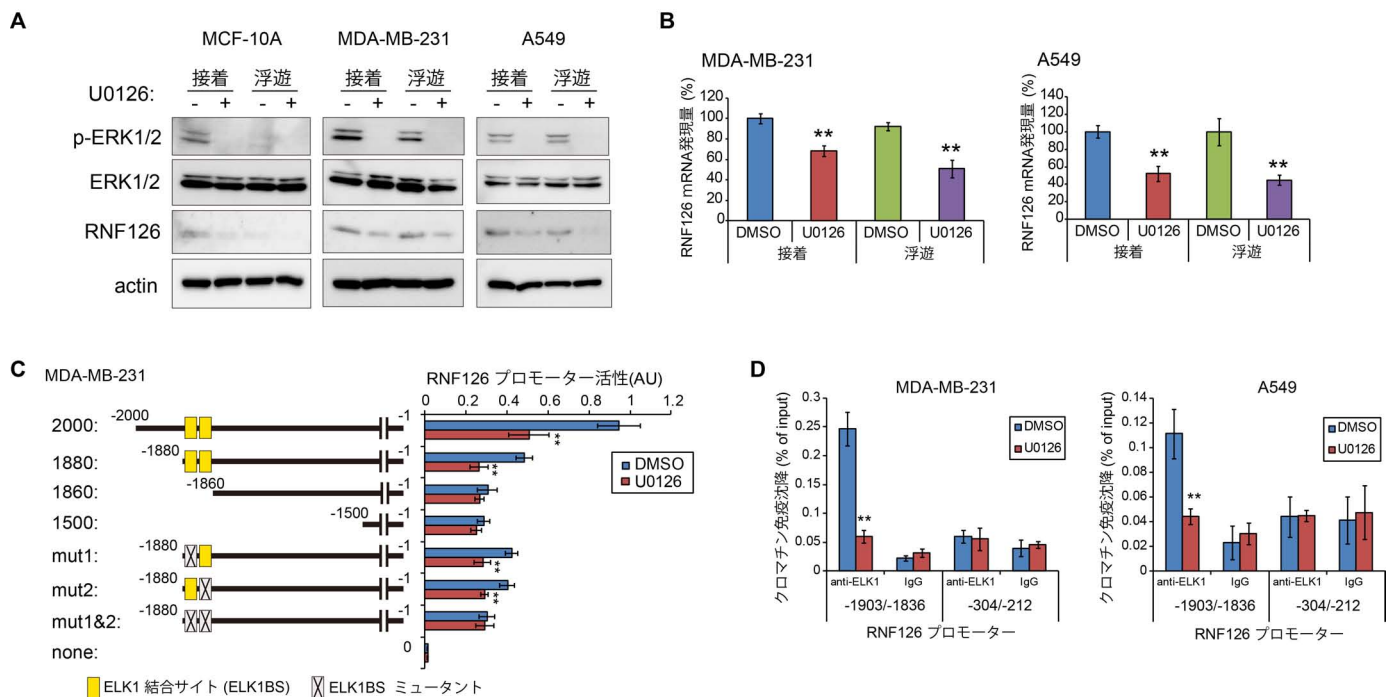 A
MCF-10A MDA-MB-231 A549
接着 浮遊 接着 浮遊 接着 浮遊
U0126: - + - + - + - + - + - +
p-ERK1/2
ERK1/2
RNF126
actin
B
MDA-MB-231
RNF126 mRNA発現量 (%)
120
100
80
60
40
20
0
** **
DMSO U0126 DMSO U0126
接着 浮遊
A549
RNF126 mRNA発現量 (%)
140
120
100
80
60
40
20
0
** **
DMSO U0126 DMSO U0126
接着 浮遊
C
MDA-MB-231
RNF126 プロモーター活性(AU)
0 0.2 0.4 0.6 0.8 1 1.2
2000: -2000 -1 **
1880: -1880 -1 **
1860: -1860 -1
1500: -1500 -1
mut1: -1880 -1 **
mut2: -1880 -1 **
mut1&2: -1880 -1
none: 0
DMSO
U0126
ELK1 結合サイト (ELK1BS) ELK1BS ミュータント
D
MDA-MB-231
クロマチン免疫沈降 (% of input)
0.3
0.25
0.2
0.15
0.1
0.05
0
DMSO
U0126
**
anti-ELK1 IgG anti-ELK1 IgG
-1903/-1836 -304/-212
RNF126 プロモーター
A549
クロマチン免疫沈降 (% of input)
0.14
0.12
0.1
0.08
0.06
0.04
0.02
0
DMSO
U0126
**
anti-ELK1 IgG anti-ELK1 IgG
-1903/-1836 -304/-212
RNF126 プロモーター